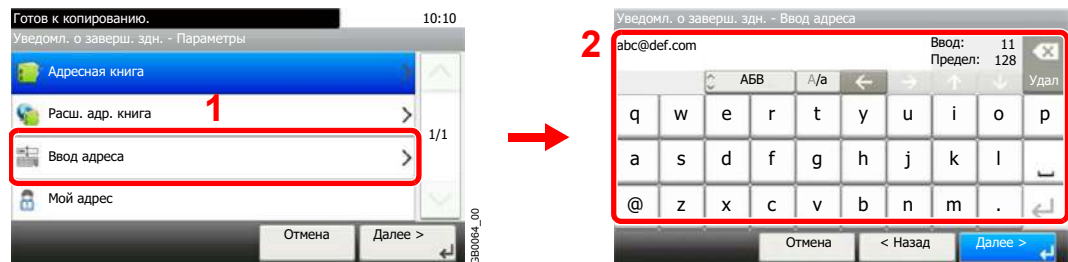 Готов к копированию.
10:10
Уведомл. о заверш. здн. - Параметры
Адресная книга
Расш. адр. книга
1
1/1
Ввод адреса
Мой адрес
Отмена
Далее >
GB0064_00
Уведомл. о заверш. здн. - Ввод адреса
2
abc@def.com
Ввод: 11
Предел: 128
АБВ
A/a
Удал
q w e r t y u i o p
a s d f g h j k l
@ z x c v b n m .
Отмена
< Назад
Далее >